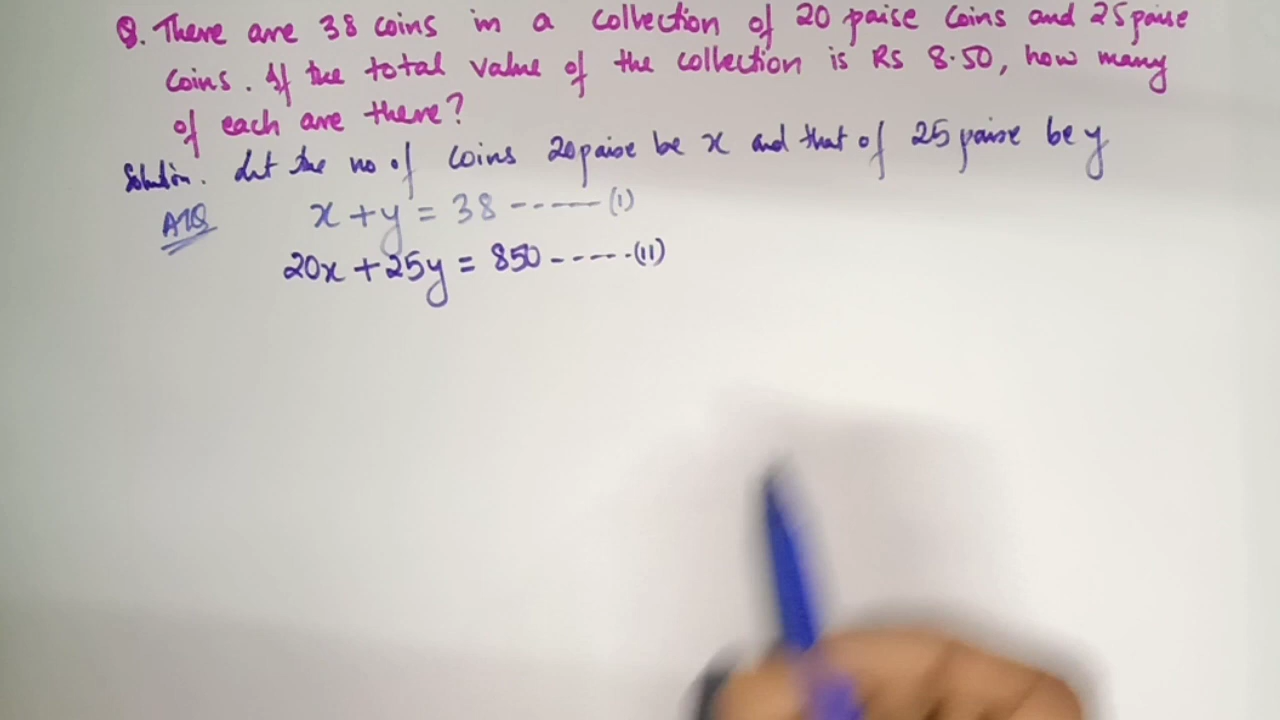 Q. There are 38 coins in a collection of 20 paise coins and 25 paise
coins. If the total value of the collection is Rs 8.50, how many
of each are there?
Solution. Let the no of coins 20paise be x and that of 25 paise be y
ATQ x + y = 38 ------ (I)
20x + 25y = 850 ------ (II)